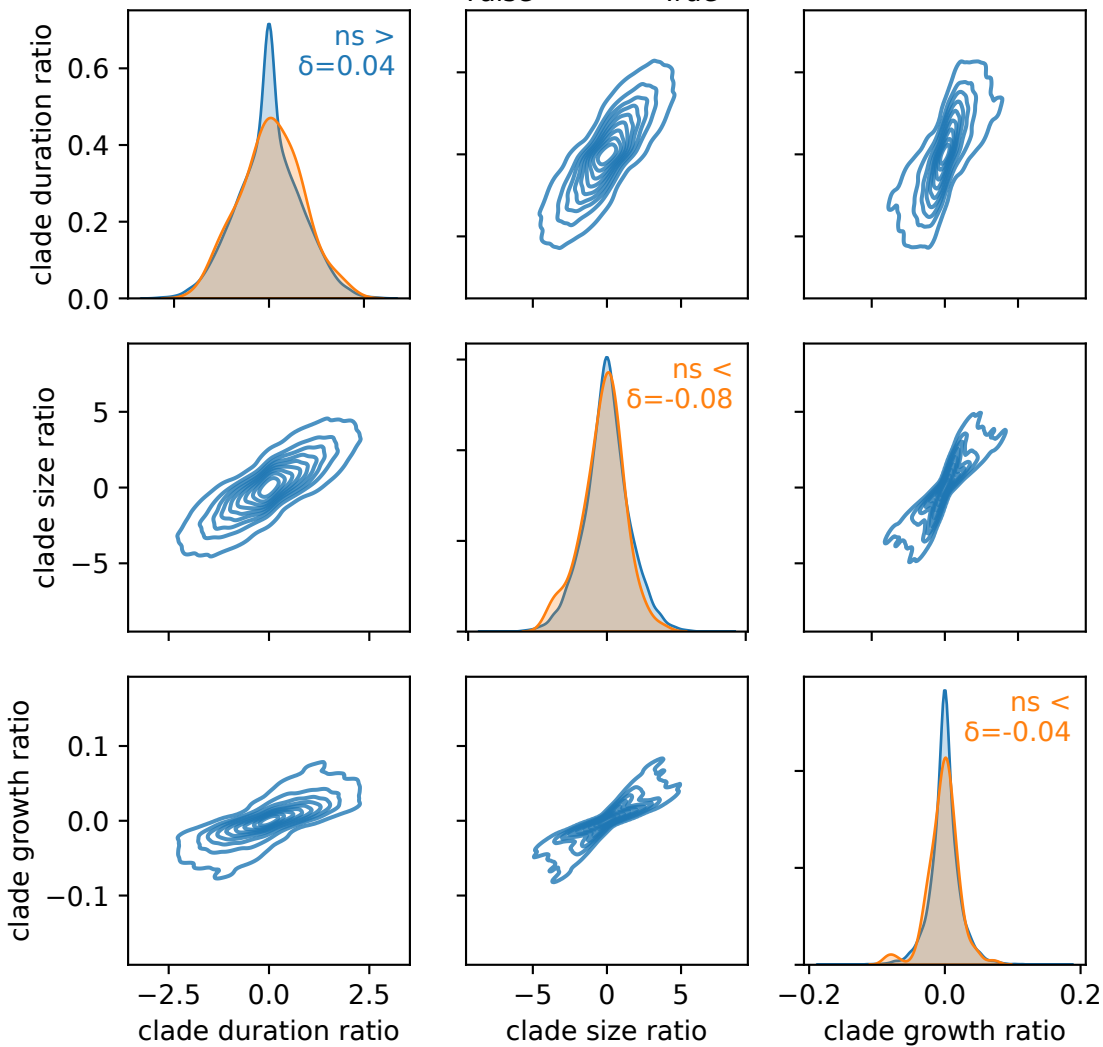 clade duration ratio
0.6
0.4
0.2
0.0
ns >
δ=0.04
clade size ratio
5
0
−5
ns <
δ=-0.08
clade growth ratio
0.1
0.0
−0.1
ns <
δ=-0.04
−2.5 0.0 2.5
−5 0 5
−0.2 0.0 0.2
clade duration ratio
clade size ratio
clade growth ratio